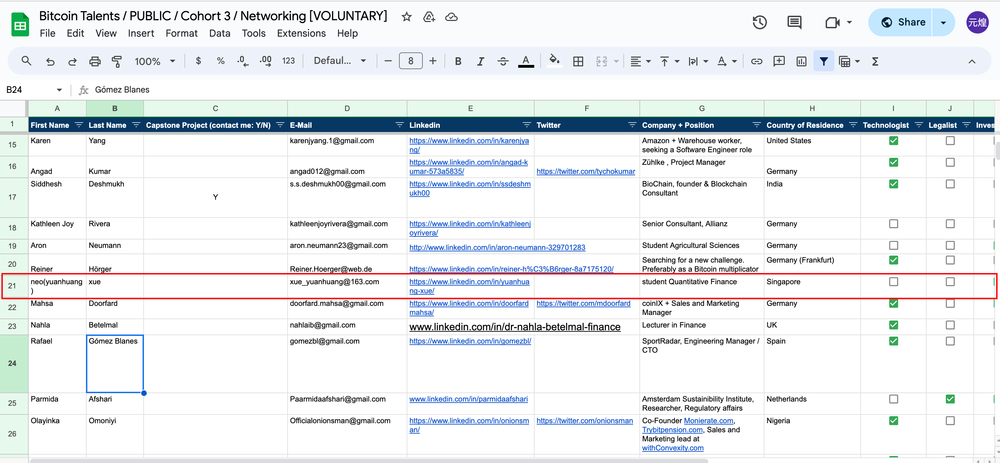 Bitcoin Talents / PUBLIC / Cohort 3 / Networking [VOLUNTARY]
File Edit View Insert Format Data Tools Extensions Help
Share
元煌
100% $ % .0 .00 123 Defaul... 8 B I A A Σ
B24 fx Gómez Blanes
A B C D E F G H I J
1 First Name Last Name Capstone Project (contact me: Y/N) E-Mail Linkedin Twitter Company + Position Country of Residence Technologist Legalist Inves
15 Karen Yang karenjyang.1@gmail.com https://www.linkedin.com/in/karenjya Amazon + Warehouse worker, United States
ng/ seeking a Software Engineer role
16 https://www.linkedin.com/in/angad-k Zühlke , Project Manager
Angad Kumar angad012@gmail.com umar-573a5835/ https://twitter.com/tychokumar Germany
17 Siddhesh Deshmukh s.s.deshmukh00@gmail.com https://www.linkedin.com/in/ssdeshm BioChain, founder & Blockchain India
ukh00 Consultant
Y
18 Kathleen Joy Rivera kathleenjoyrivera@gmail.com https://www.linkedin.com/in/kathleenj Senior Consultant, Allianz Germany
oyrivera/
19 Aron Neumann aron.neumann23@gmail.com http://www.linkedin.com/in/aron-neumann-329701283 Student Agricultural Sciences Germany
20 Searching for a new challenge. Germany (Frankfurt)
Reiner Hörger Reiner.Hoerger@web.de https://www.linkedin.com/in/reiner-h%C3%B6rger-8a7175120/ Preferably as a Bitcoin multiplicator
21 neo(yuanhuang xue xue_yuanhuang@163.com https://www.linkedin.com/in/yuanhua student Quantitative Finance Singapore
) ng-xue/
22 Mahsa Doorfard doorfard.mahsa@gmail.com https://www.linkedin.com/in/doorfard https://twitter.com/mdoorfard coinIX + Sales and Marketing Germany
mahsa/ Manager
23 Nahla Betelmal nahlaib@gmail.com www.linkedin.com/in/dr-nahla-betelmal-finance Lecturer in Finance UK
24 Rafael Gómez Blanes gomezbl@gmail.com https://www.linkedin.com/in/gomezbl/ SportRadar, Engineering Manager / Spain
CTO
25 Parmida Afshari Paarmidaafshari@gmail.com www.linkedin.com/in/parmidaafshari Amsterdam Sustainibility Institute, Netherlands
Researcher, Regulatory affairs
26 Olayinka Omoniyi Officialonionsman@gmail.com https://www.linkedin.com/in/onionsm https://twitter.com/onionsman Co-Founder Monierate.com, Nigeria
an/ Trybitpension.com, Sales and
Marketing lead at
withConvexity.com